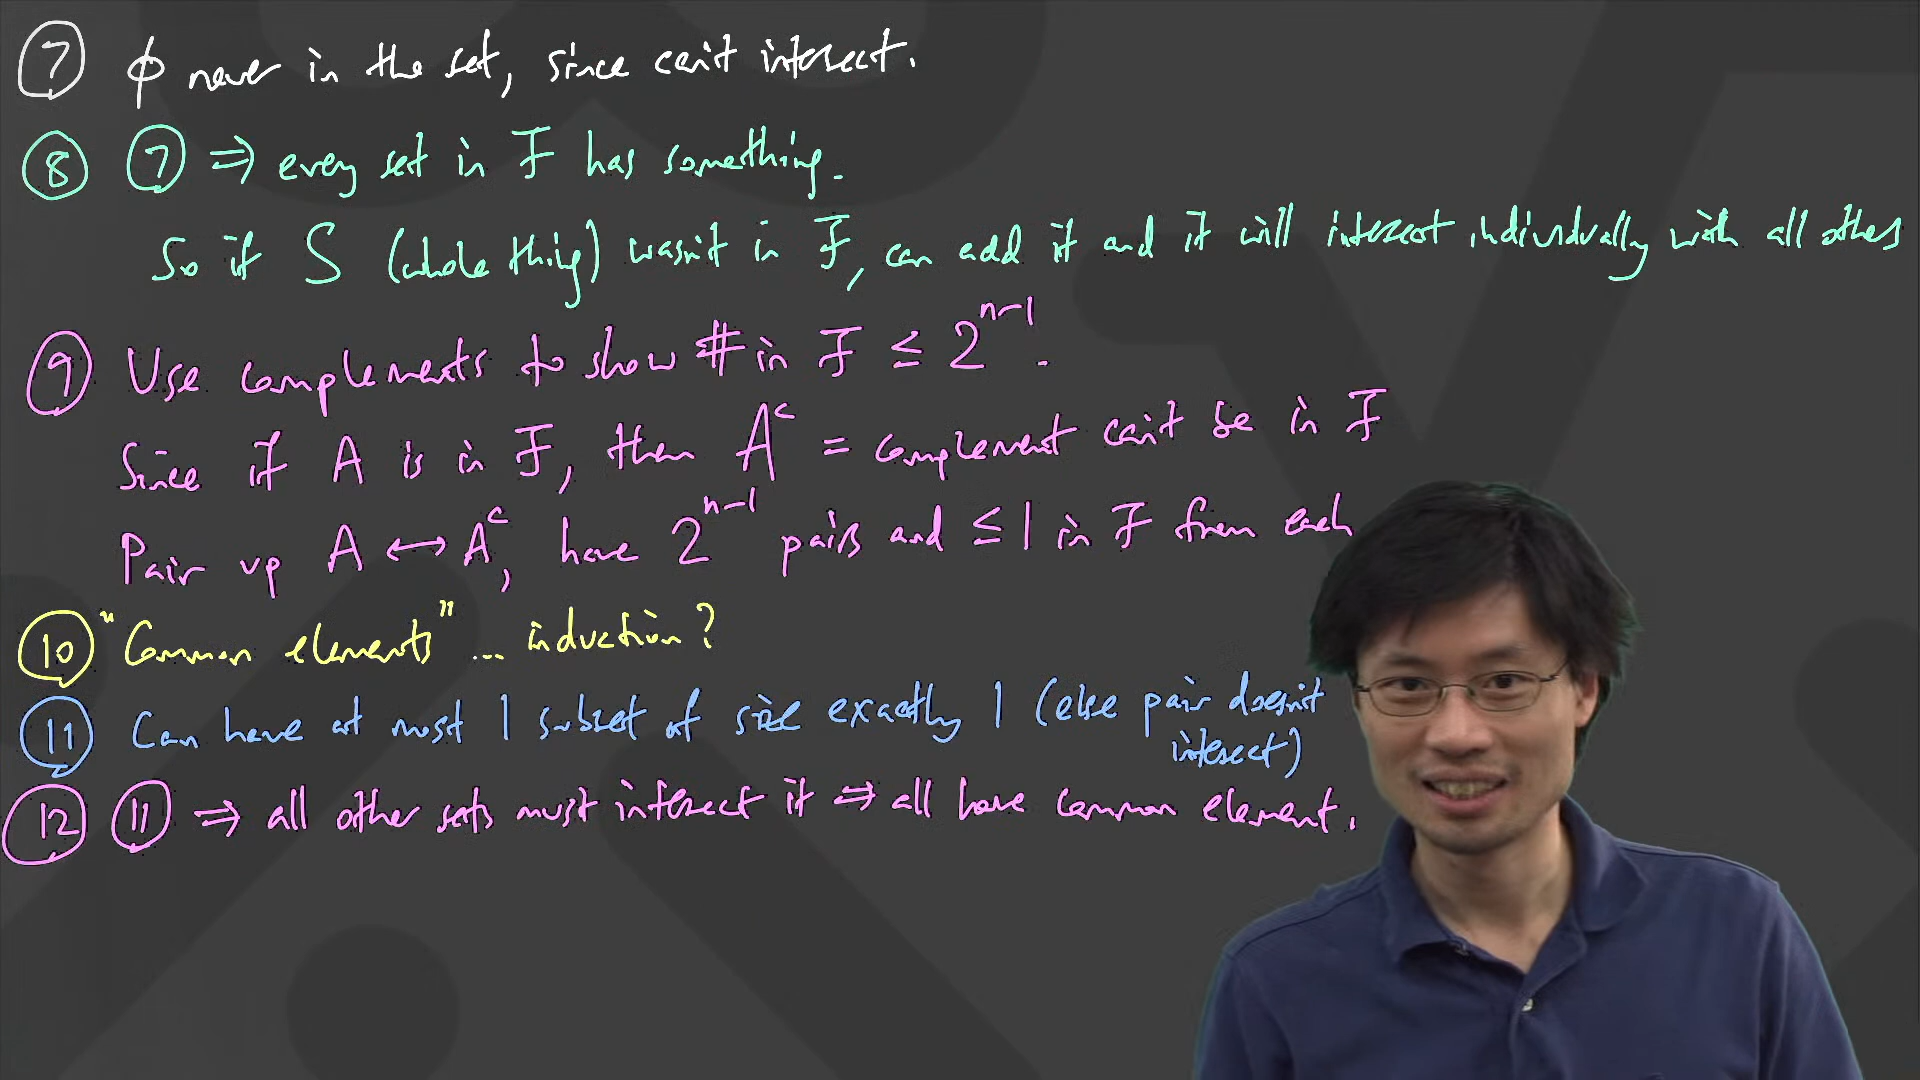 ⑦ ϕ never in the set, since can't intersect.
⑧ ⑦ ⇒ every set in F has something.
So if S (whole thing) wasn't in F, can add it and it will intersect individually with all others
⑨ Use complements to show # in F ≤ 2^{n-1}.
Since if A is in F, then A^c = complement can't be in F
Pair up A ↔ A^c, have 2^{n-1} pairs and ≤ 1 in F from each
⑩ "Common elements" ... induction?
⑪ Can have at most 1 subset of size exactly 1 (else pair doesn't
intersect)
⑫ ⑪ ⇒ all other sets must intersect it ⇒ all have common element.